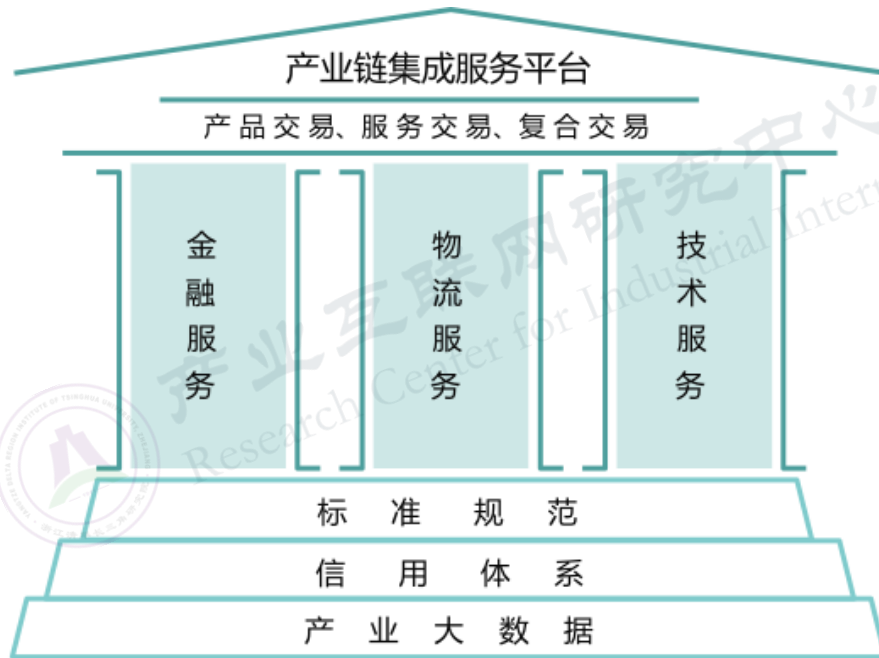 产业链集成服务平台
产品交易、服务交易、复合交易
金融服务
物流服务
技术服务
标准规范
信用体系
产业大数据
产业互联网研究中心
Research Center for Industrial Inter